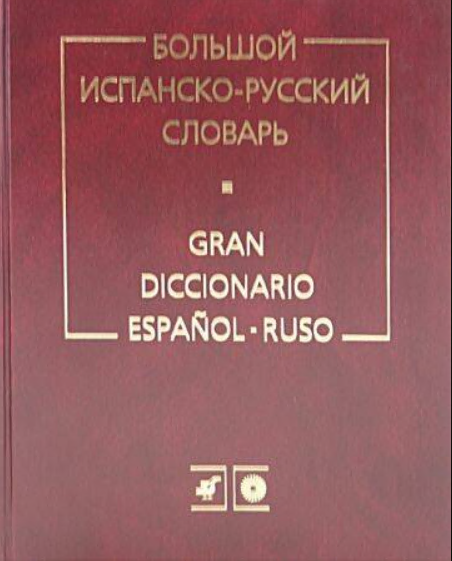 БОЛЬШОЙ
ИСПАНСКО-РУССКИЙ
СЛОВАРЬ
GRAN
DICCIONARIO
ESPAÑOL - RUSO